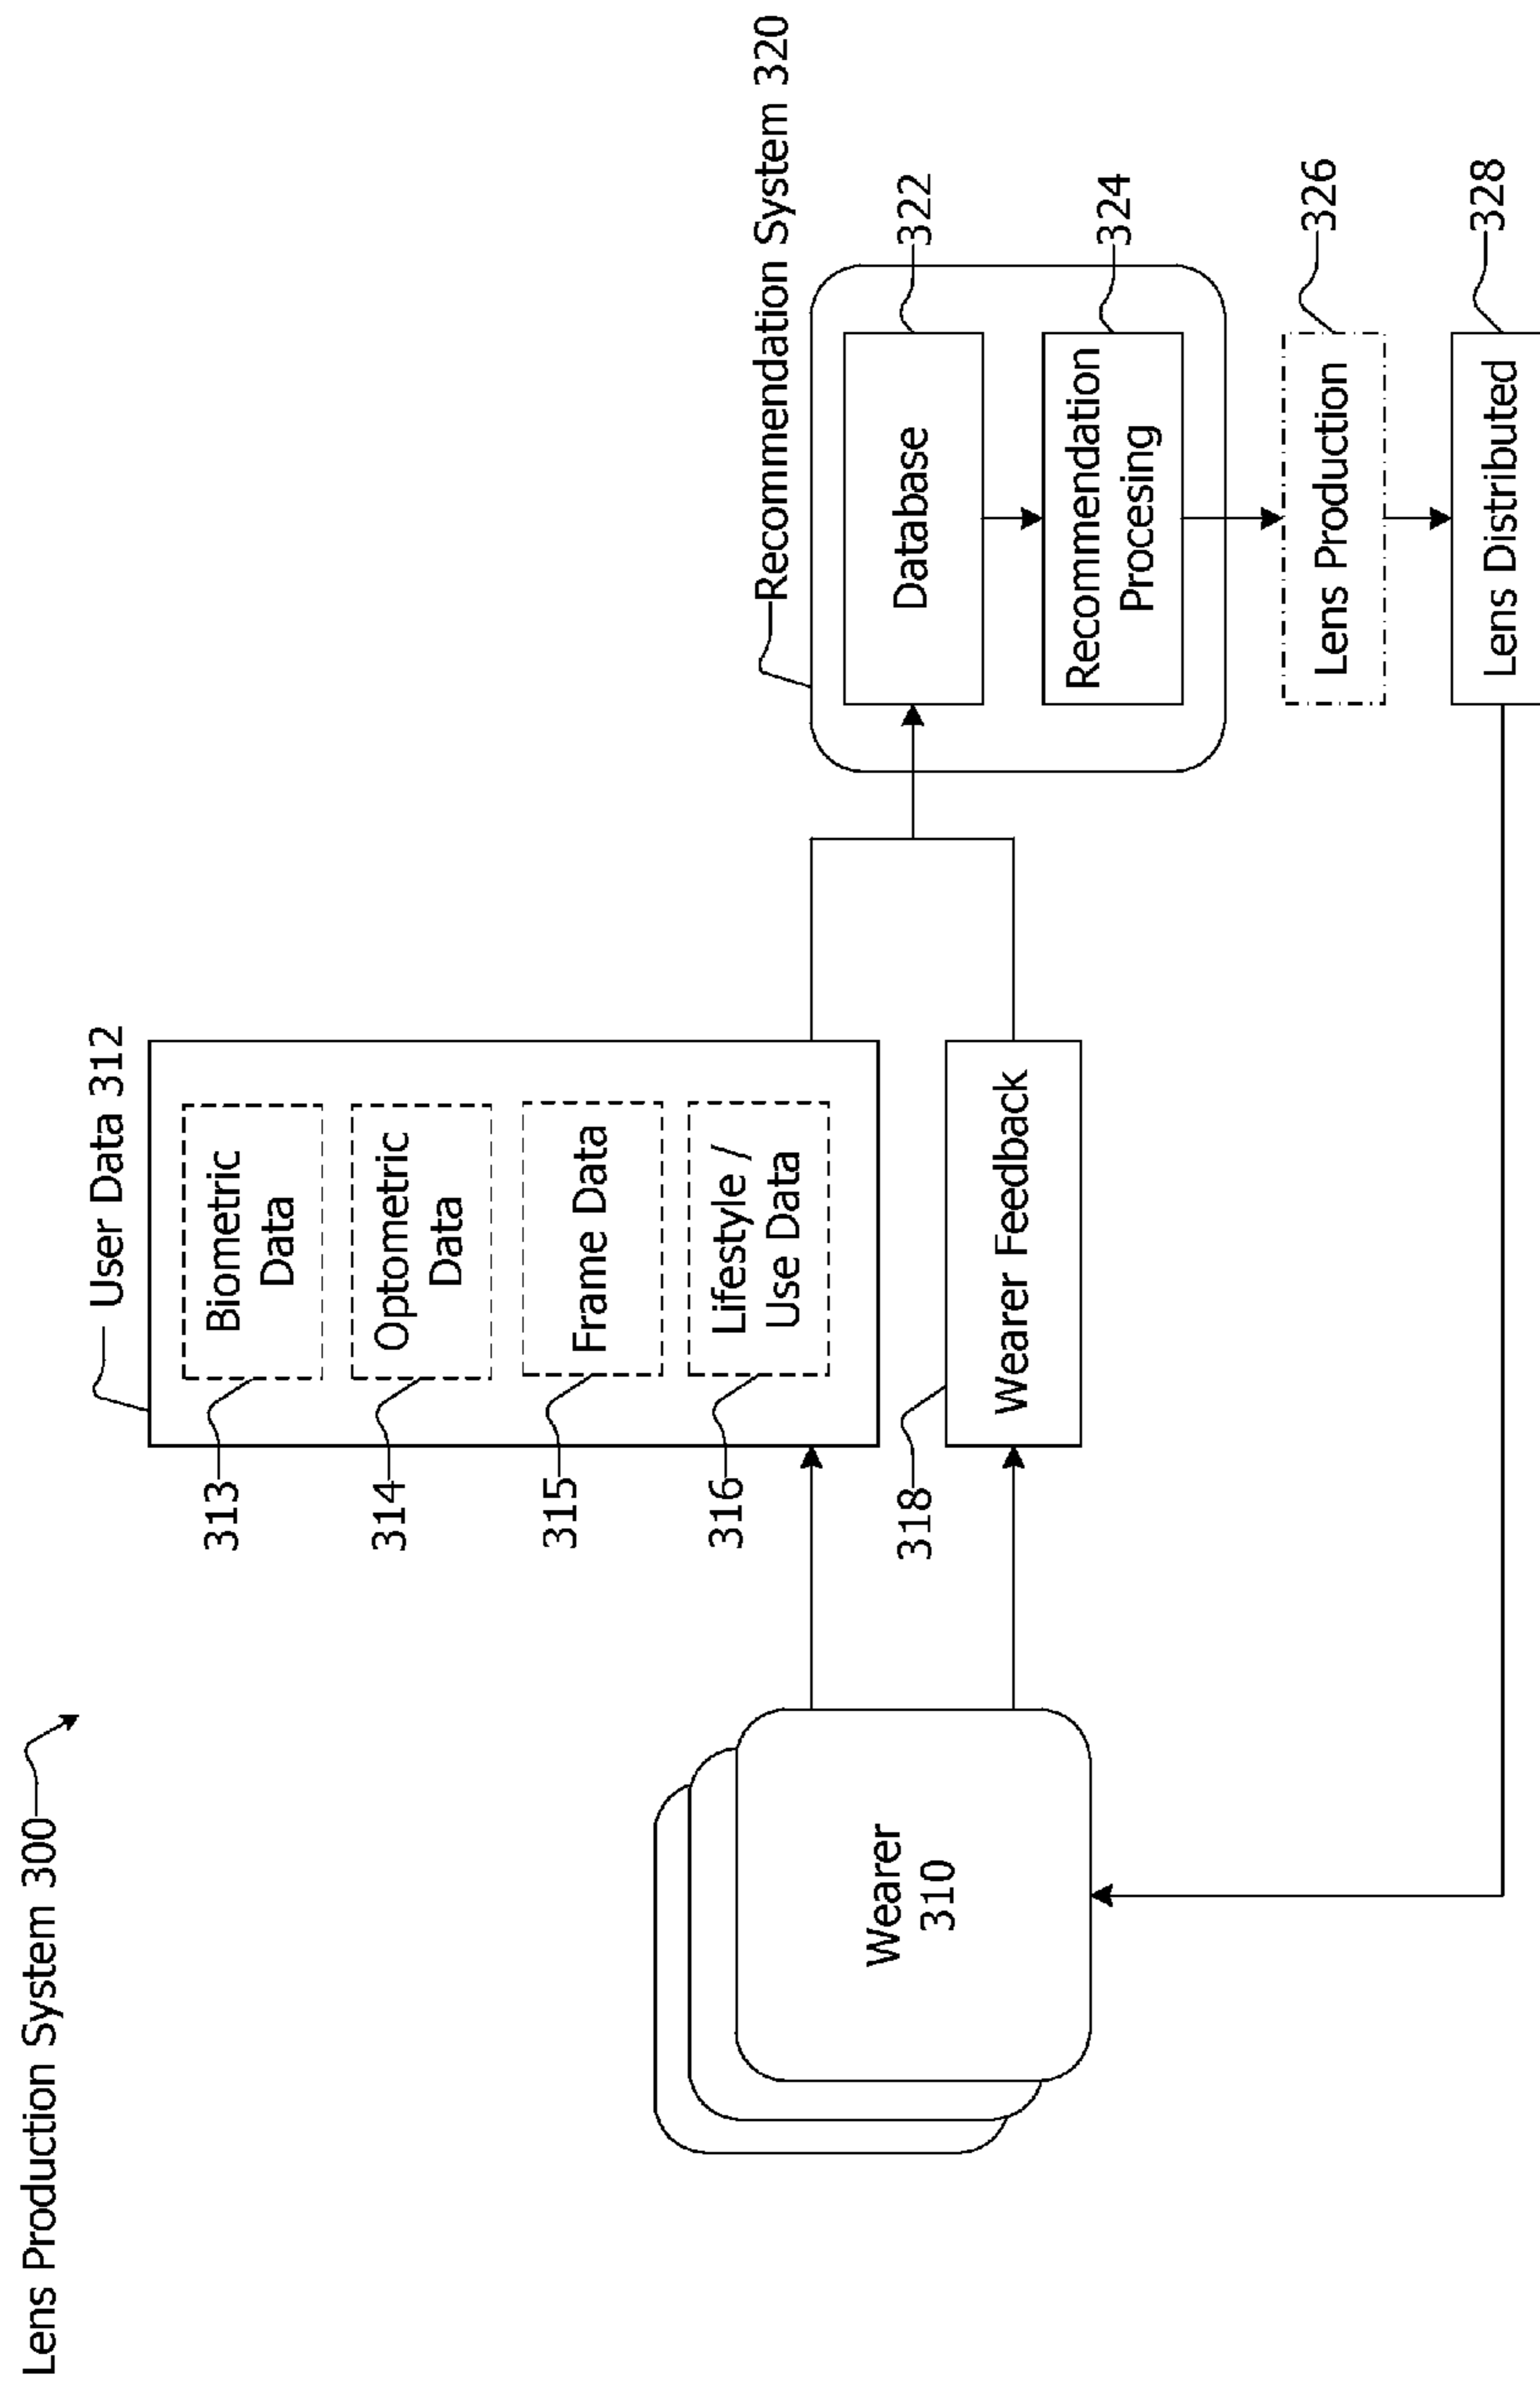 Lens Production System 300
User Data 312
313
Biometric
Data
314
Optometric
Data
315
Frame Data
316
Lifestyle /
Use Data
318
Wearer Feedback
Wearer
310
Recommendation System 320
Database
322
Recommendation
Procesing
324
Lens Production
326
Lens Distributed
328